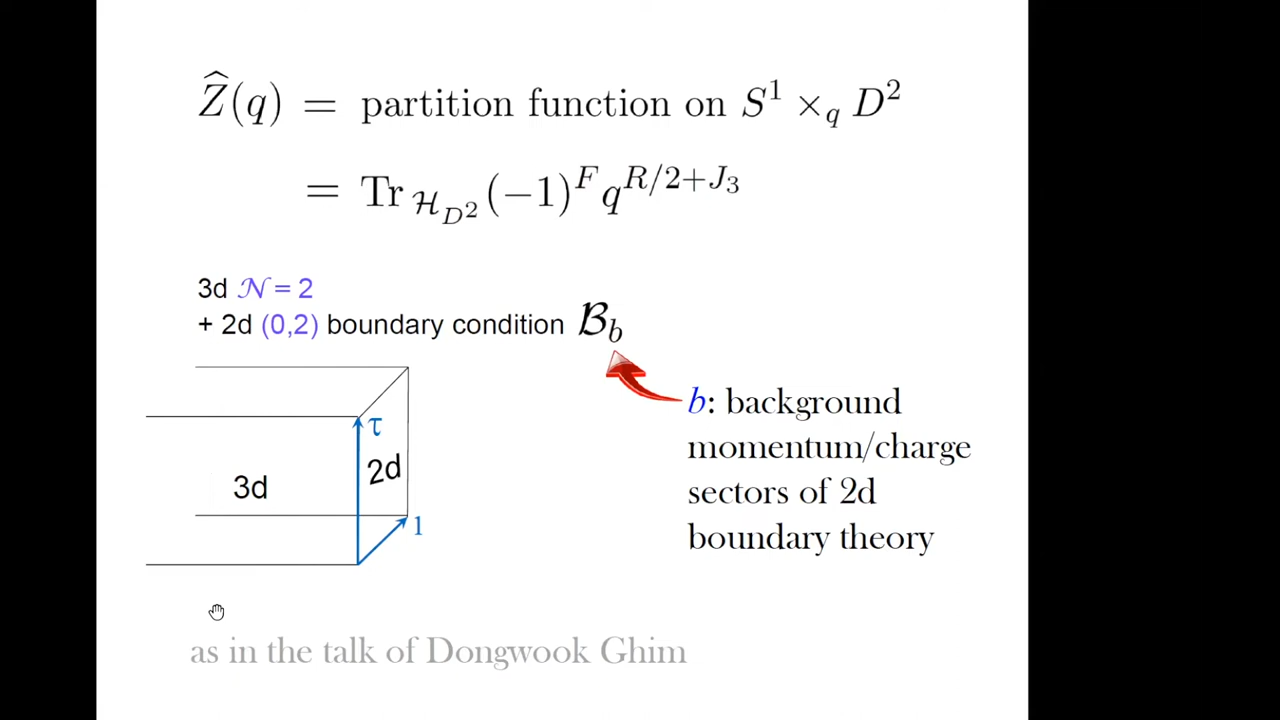 Ẑ(q) = partition function on S¹ ×_q D²
= Tr_{ℋ_{D²}} (−1)^F q^{R/2+J₃}
3d 𝒩 = 2
+ 2d (0,2) boundary condition ℬ_b
b: background
momentum/charge
sectors of 2d
boundary theory
τ
2d
3d
1
as in the talk of Dongwook Ghim